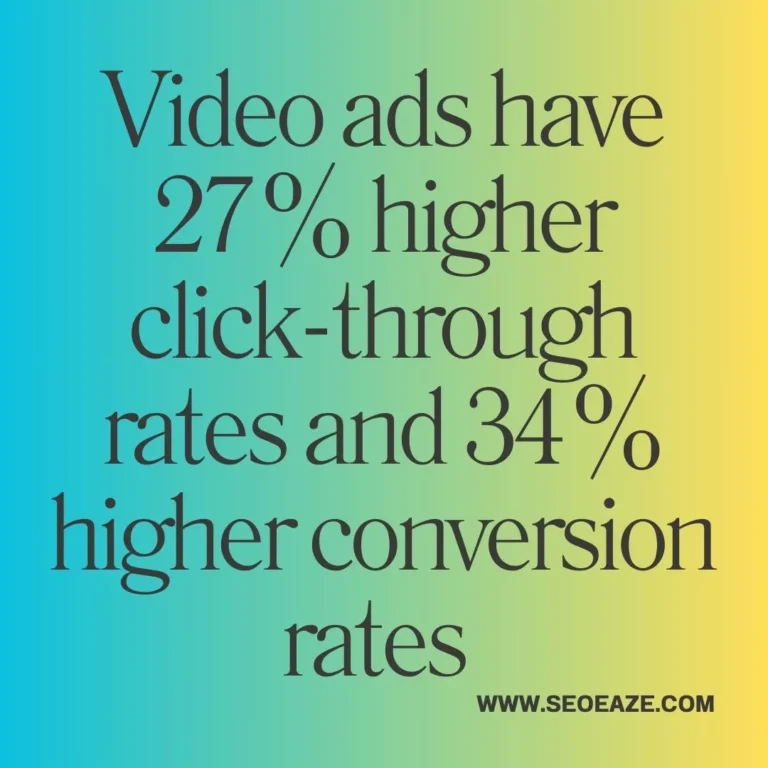 Video ads have
27% higher
click-through
rates and 34%
higher conversion
rates
WWW.SEOEAZE.COM